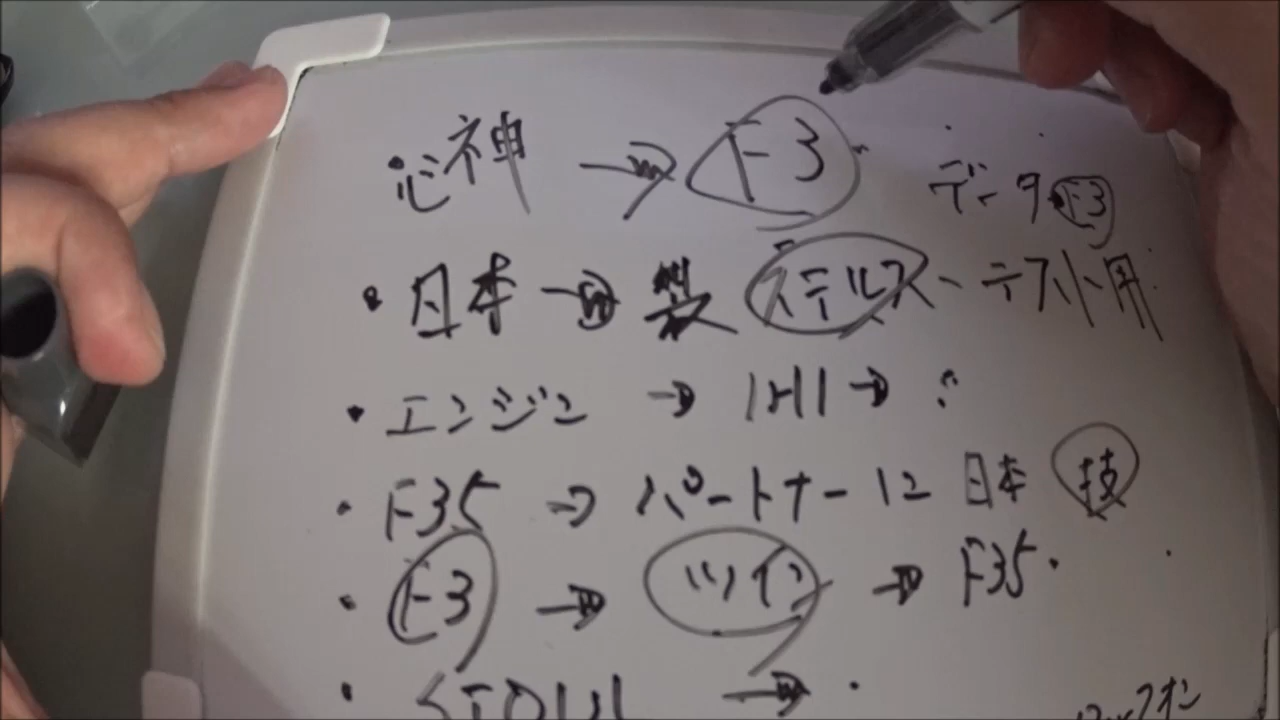 心神 → F3 データ F3
・日本 → 製 ステルス ー テスト用
・エンジン → IHI →
・F35 → パートナーに 日本 技
・F3 → ツイン → F35